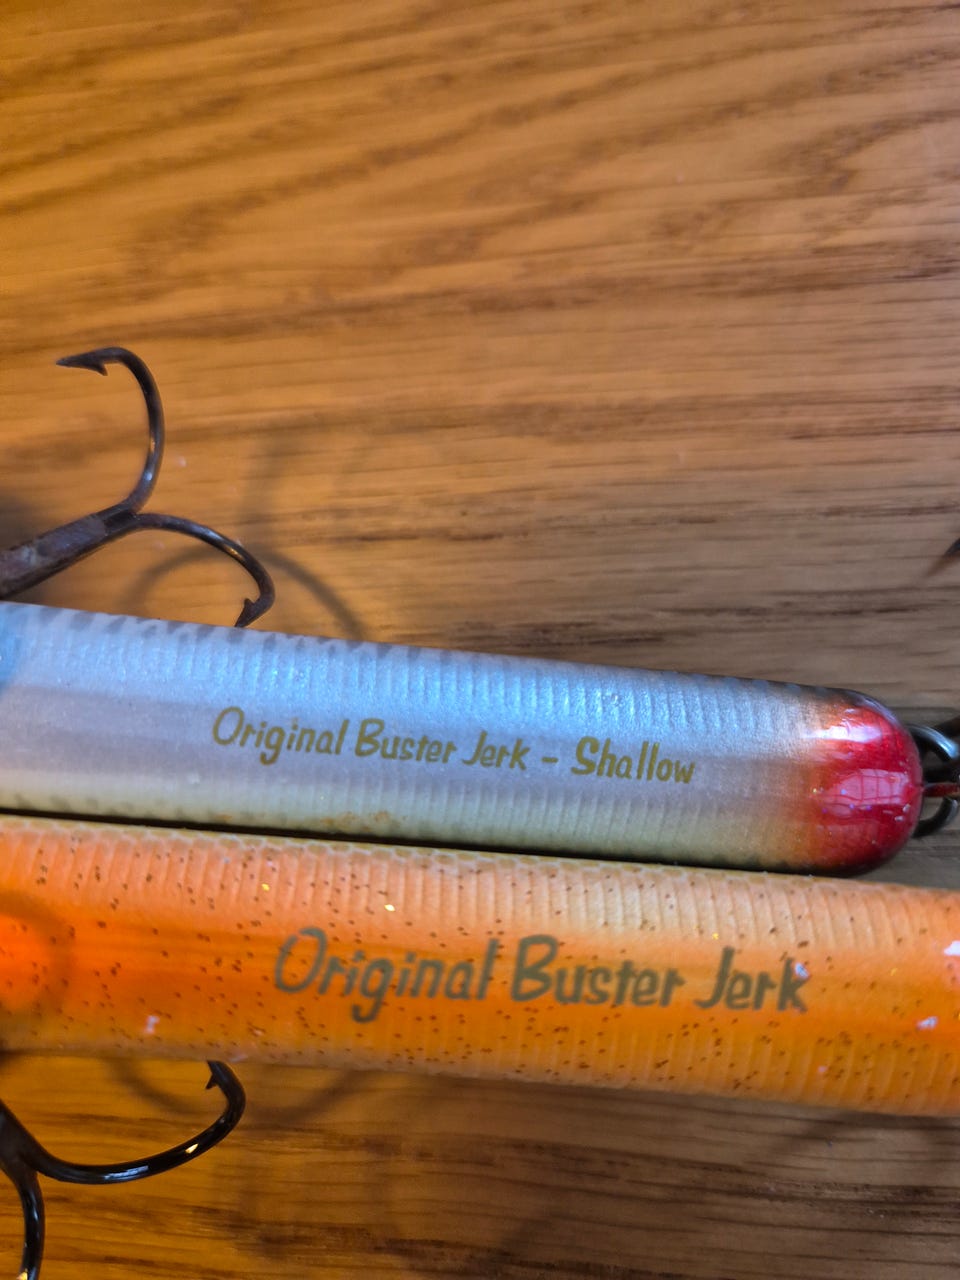 Original Buster Jerk - Shallow
Original Buster Jerk